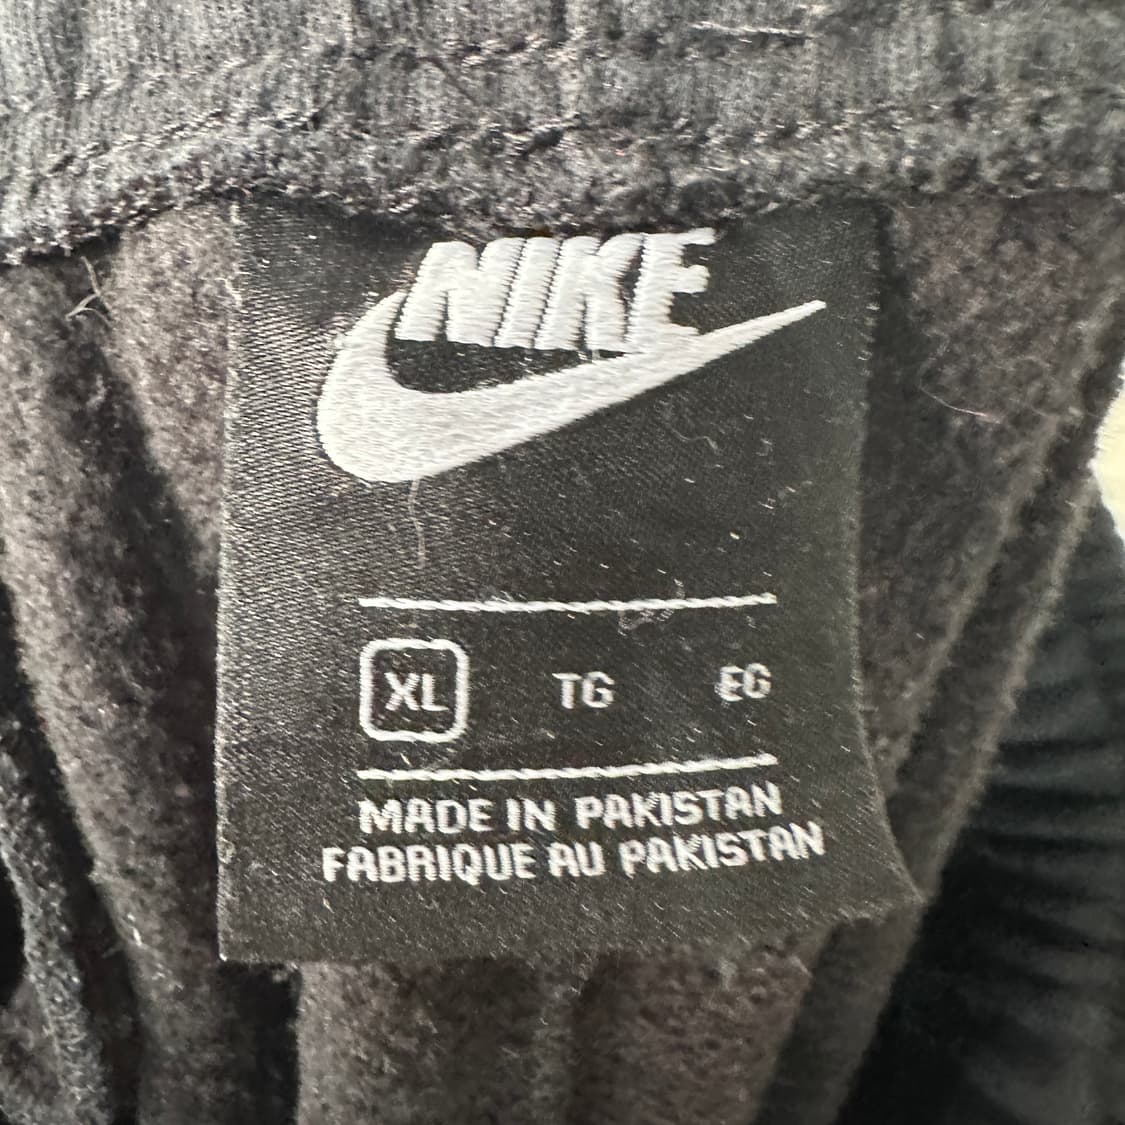 NIKE
XL TG EG
MADE IN PAKISTAN
FABRIQUE AU PAKISTAN